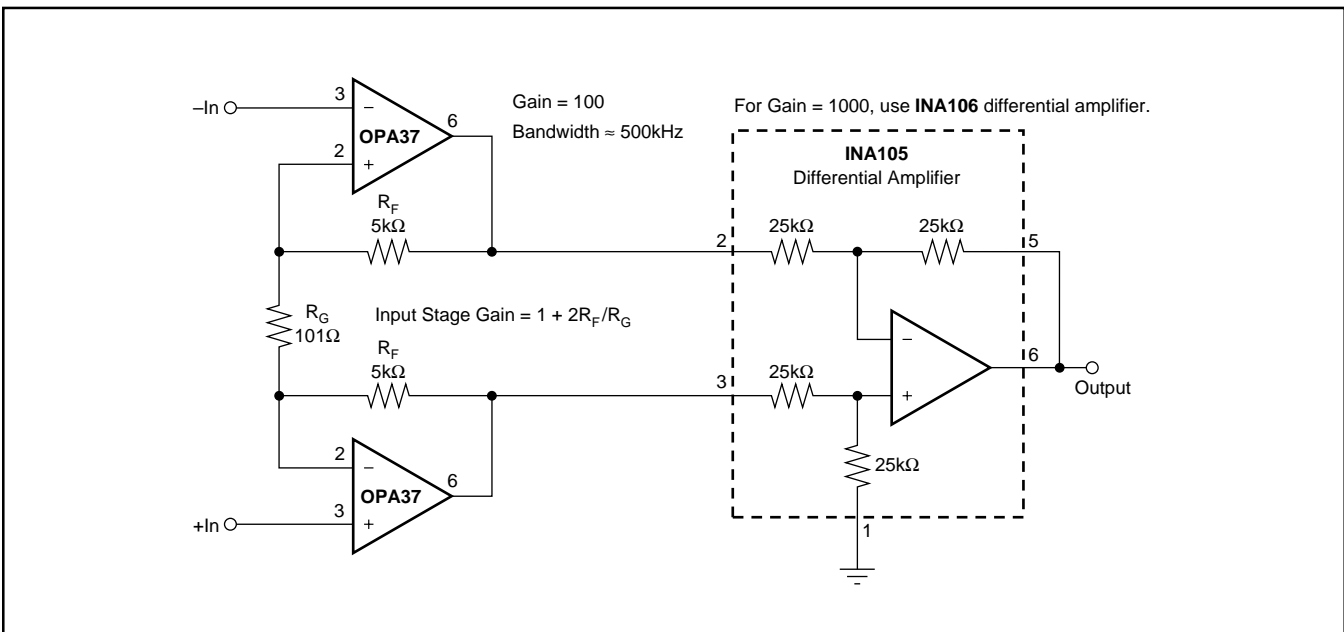 –In
3
–
6
OPA37
2
+
Gain = 100
Bandwidth ≈ 500kHz
For Gain = 1000, use INA106 differential amplifier.
INA105
Differential Amplifier
R_F
5kΩ
2
25kΩ
25kΩ
5
R_G
101Ω
Input Stage Gain = 1 + 2R_F/R_G
–
+
6
Output
R_F
5kΩ
3
25kΩ
25kΩ
1
2
–
6
OPA37
+In
3
+